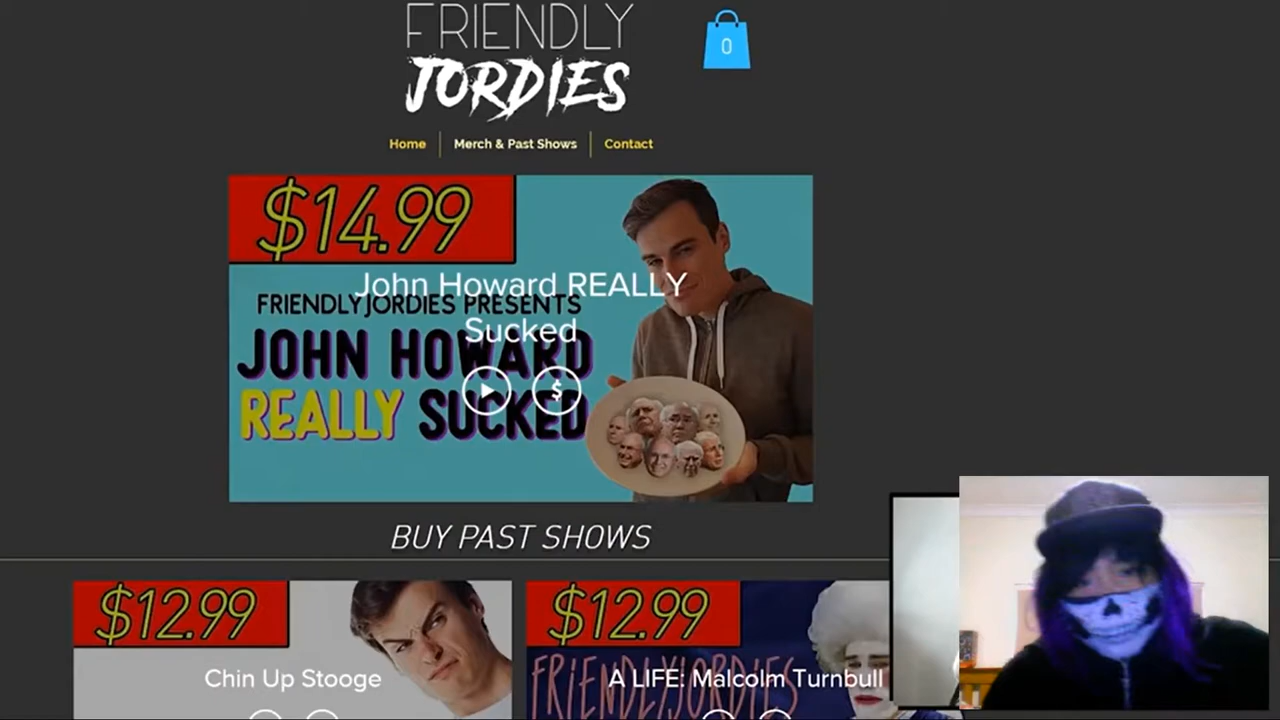 FRIENDLY
JORDIES
0
Home
Merch & Past Shows
Contact
$14.99
John Howard REALLY
Sucked
FRIENDLYJORDIES PRESENTS
JOHN HOWARD
REALLY SUCKED
BUY PAST SHOWS
$12.99
Chin Up Stooge
$12.99
A LIFE: Malcolm Turnbull
FRIENDLYJORDIES